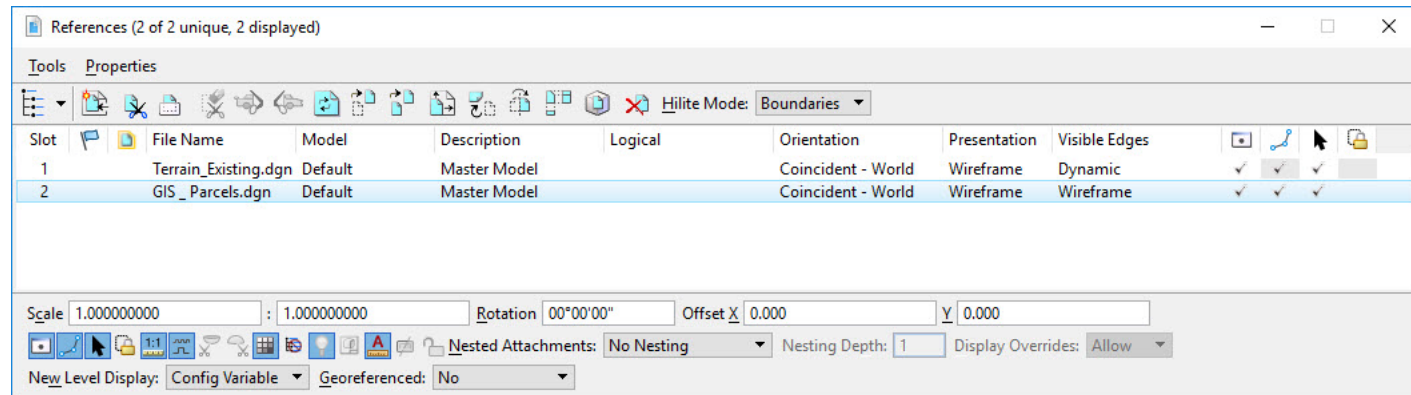 References (2 of 2 unique, 2 displayed)
Tools Properties
Hilite Mode: Boundaries
Slot File Name Model Description Logical Orientation Presentation Visible Edges
1 Terrain_Existing.dgn Default Master Model Coincident - World Wireframe Dynamic
2 GIS _ Parcels.dgn Default Master Model Coincident - World Wireframe Wireframe
Scale 1.000000000 : 1.000000000 Rotation 00°00'00" Offset X 0.000 Y 0.000
1:1 A Nested Attachments: No Nesting Nesting Depth: 1 Display Overrides: Allow
New Level Display: Config Variable Georeferenced: No